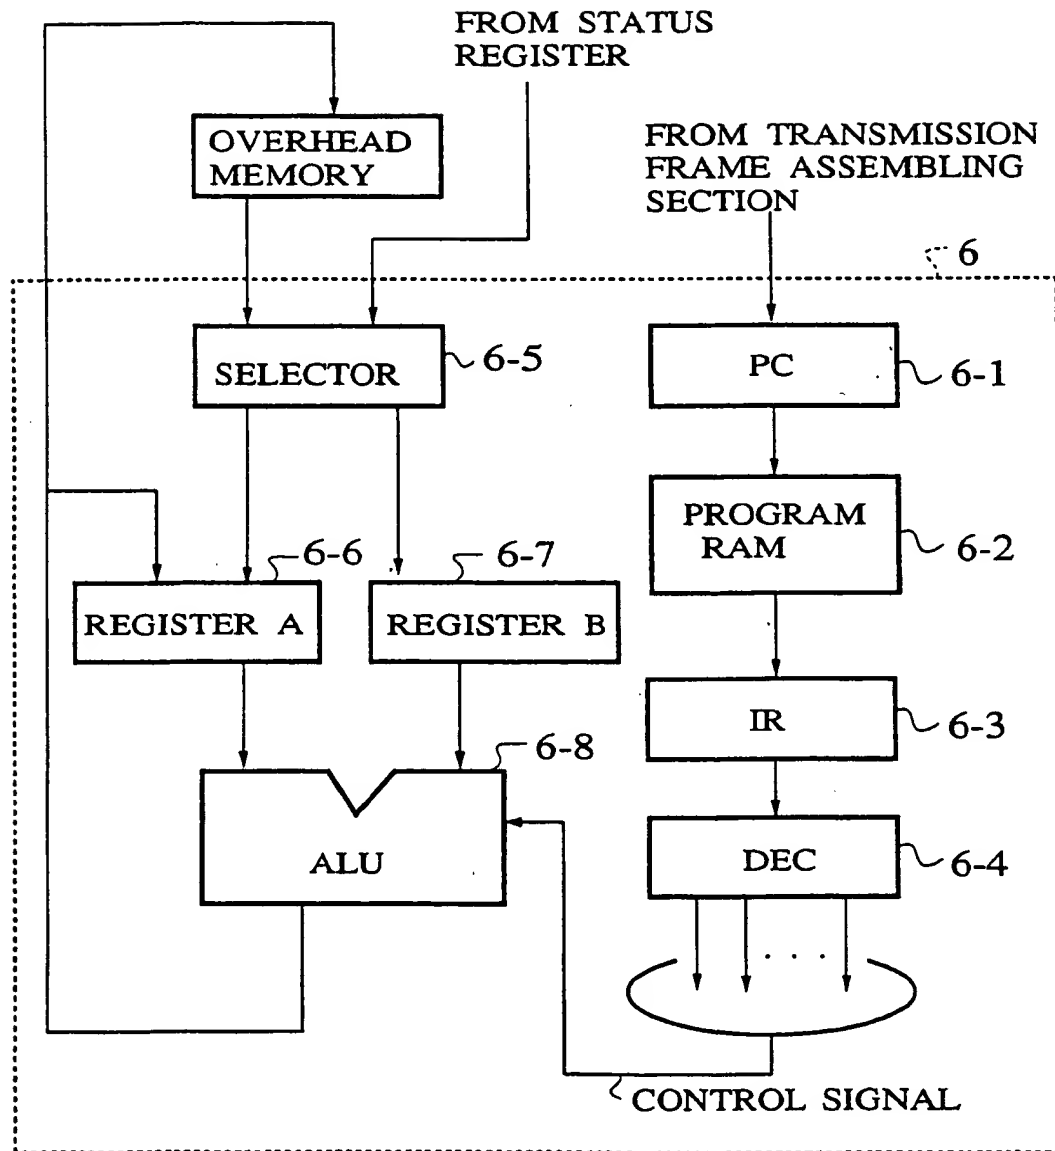 FROM STATUS
REGISTER
OVERHEAD
MEMORY
FROM TRANSMISSION
FRAME ASSEMBLING
SECTION
6
SELECTOR
6-5
PC
6-1
PROGRAM
RAM
6-2
6-6
6-7
REGISTER A
REGISTER B
IR
6-3
6-8
ALU
DEC
6-4
. . . .
CONTROL SIGNAL